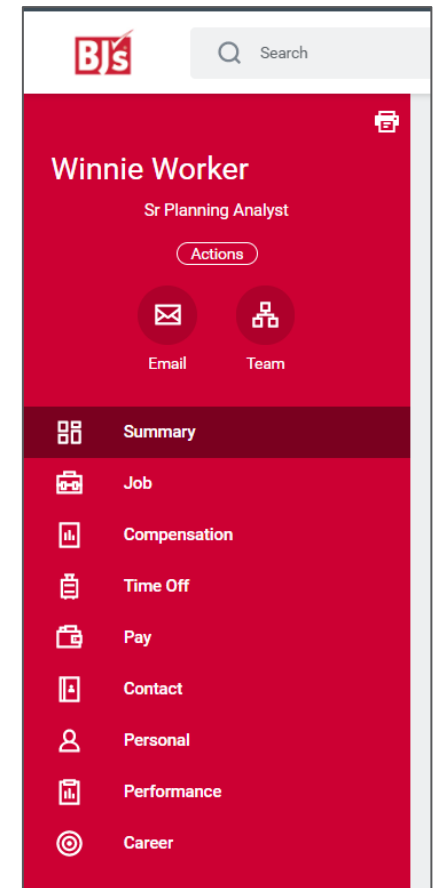 BJ's
Search
Winnie Worker
Sr Planning Analyst
Actions
Email Team
Summary
Job
Compensation
Time Off
Pay
Contact
Personal
Performance
Career